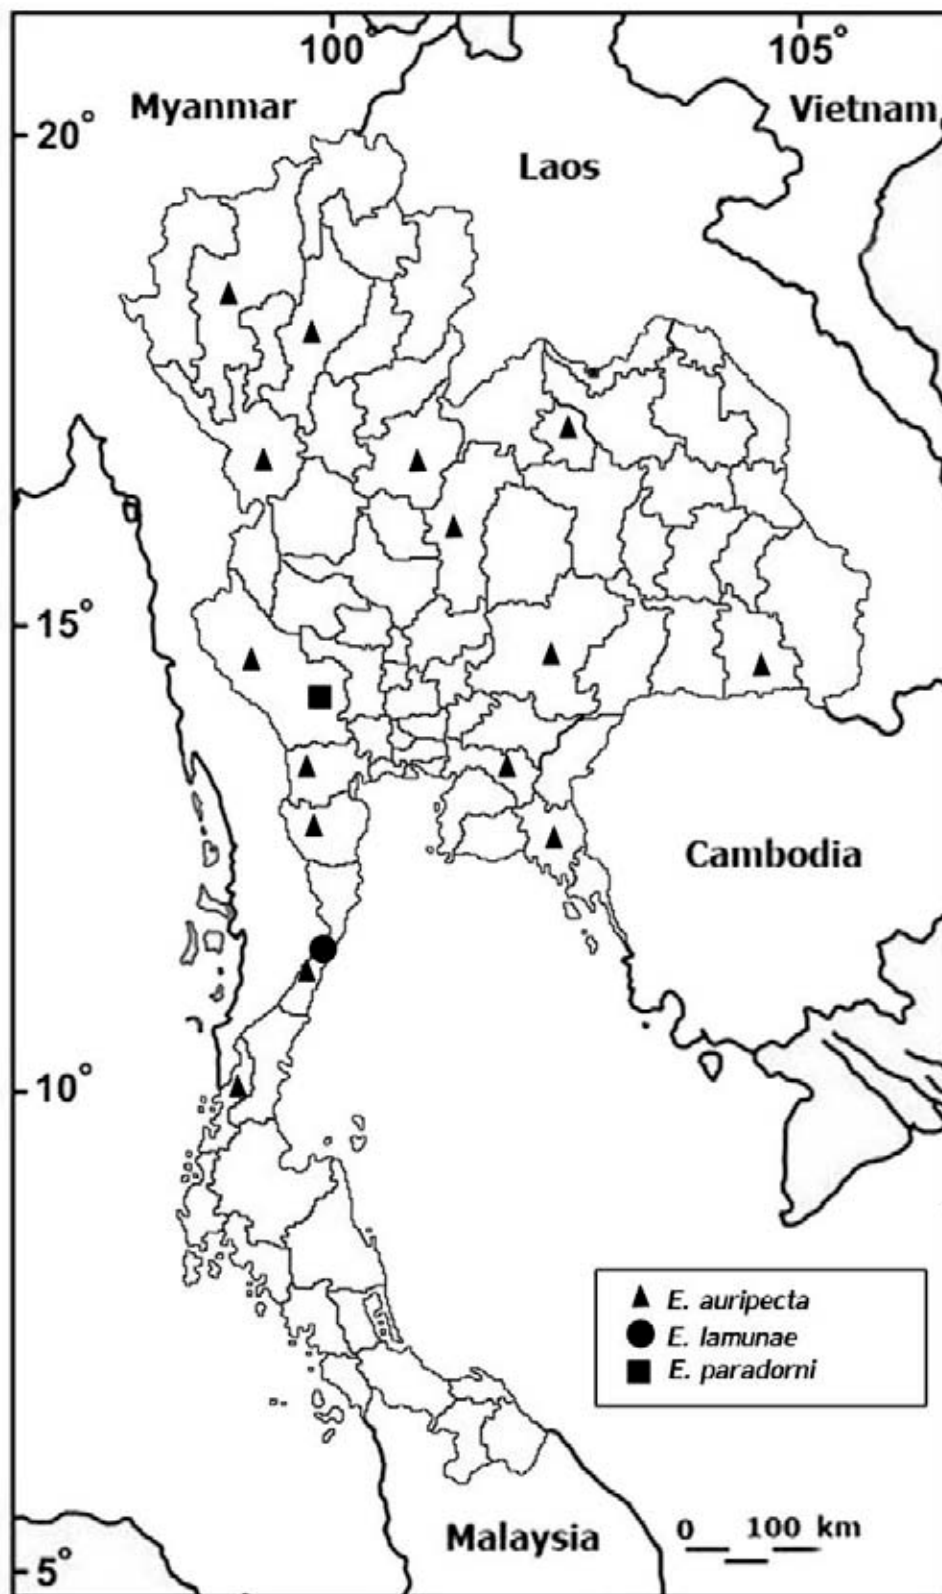 100°
105°
Myanmar
Vietnam
20°
Laos
15°
Cambodia
10°
E. auripecta
E. lamunae
E. paradorni
0 100 km
Malaysia
5°